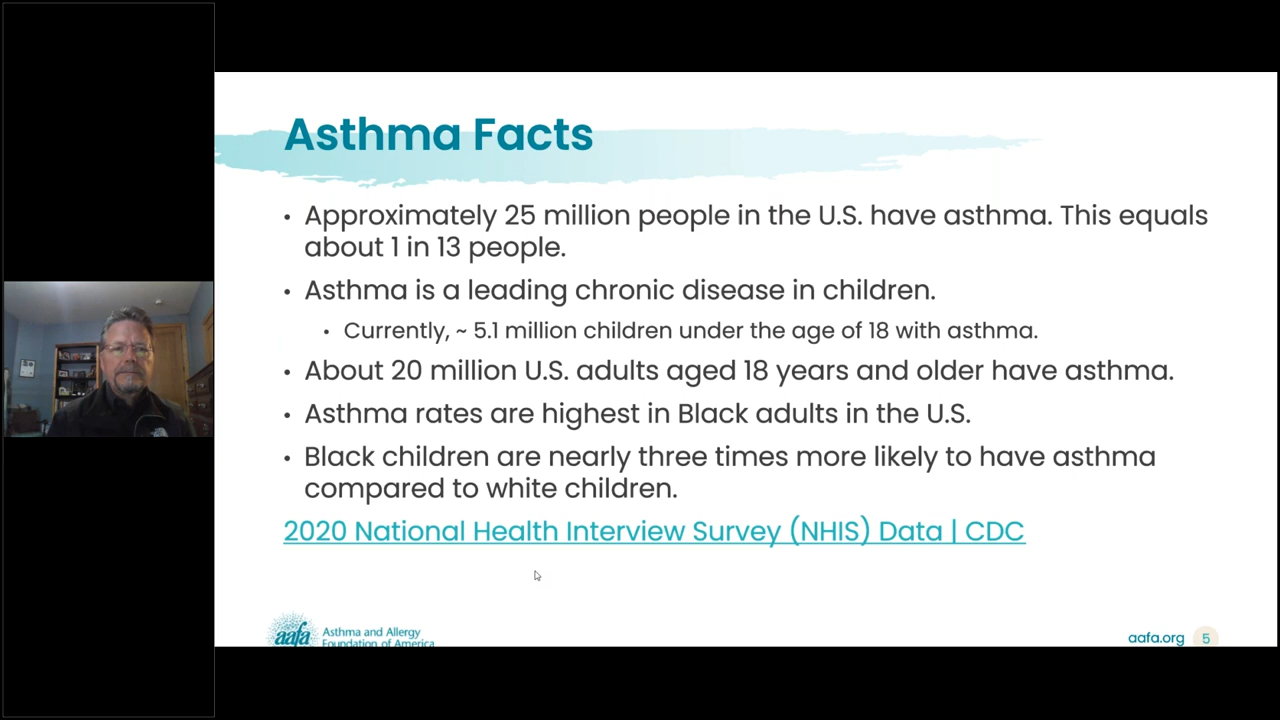 Asthma Facts
• Approximately 25 million people in the U.S. have asthma. This equals
about 1 in 13 people.
• Asthma is a leading chronic disease in children.
• Currently, ~ 5.1 million children under the age of 18 with asthma.
• About 20 million U.S. adults aged 18 years and older have asthma.
• Asthma rates are highest in Black adults in the U.S.
• Black children are nearly three times more likely to have asthma
compared to white children.
2020 National Health Interview Survey (NHIS) Data | CDC
aafa
Asthma and Allergy
Foundation of America
aafa.org 5